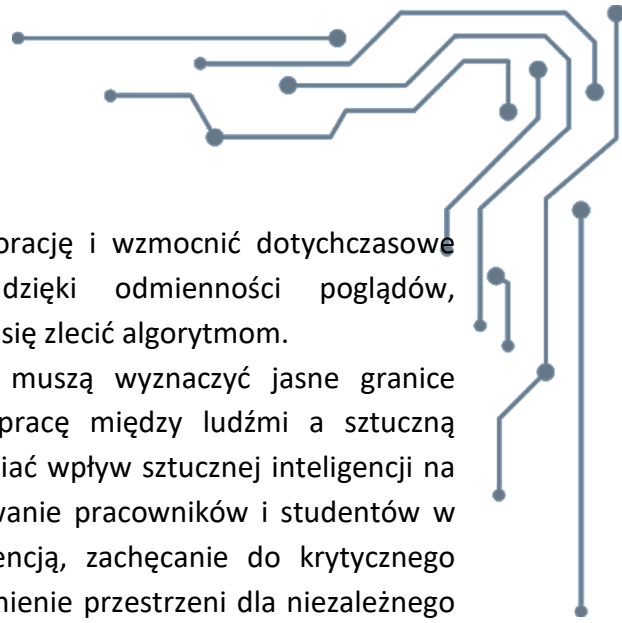 orację i wzmocnić dotychczasowe
dzięki odmienności poglądów,
się zlecić algorytmom.
muszą wyznaczyć jasne granice
pracę między ludźmi a sztuczną
iać wpływ sztucznej inteligencji na
wanie pracowników i studentów w
encją, zachęcanie do krytycznego
nienie przestrzeni dla niezależnego